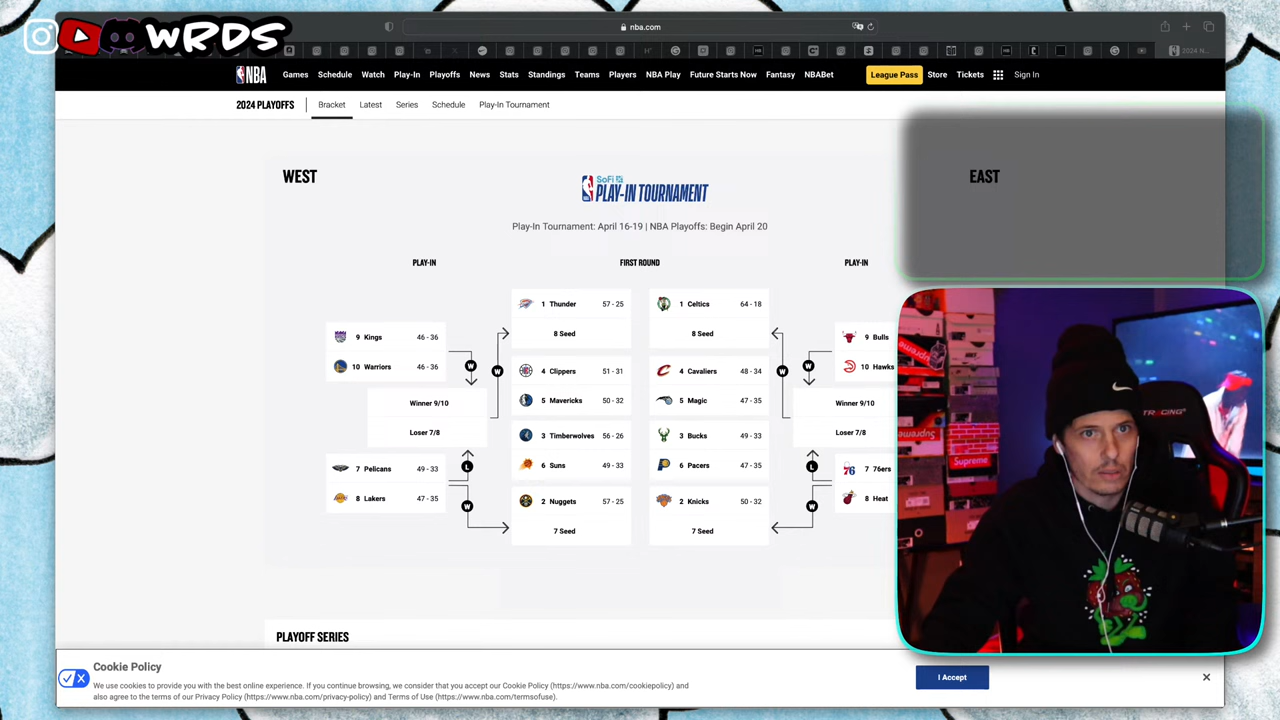 WRDS
nba.com
2024 N...
NBA Games Schedule Watch Play-In Playoffs News Stats Standings Teams Players NBA Play Future Starts Now Fantasy NBABet League Pass Store Tickets Sign In
2024 PLAYOFFS Bracket Latest Series Schedule Play-In Tournament
WEST
EAST
SoFi
PLAY-IN TOURNAMENT
Play-In Tournament: April 16-19 | NBA Playoffs: Begin April 20
PLAY-IN FIRST ROUND PLAY-IN
9 Kings 46 - 36
10 Warriors 46 - 36
W
Winner 9/10
Loser 7/8
L
7 Pelicans 49 - 33
8 Lakers 47 - 35
W
W
1 Thunder 57 - 25
8 Seed
4 Clippers 51 - 31
5 Mavericks 50 - 32
3 Timberwolves 56 - 26
6 Suns 49 - 33
2 Nuggets 57 - 25
7 Seed
1 Celtics 64 - 18
8 Seed
4 Cavaliers 48 - 34
5 Magic 47 - 35
3 Bucks 49 - 33
6 Pacers 47 - 35
2 Knicks 50 - 32
7 Seed
W
W
9 Bulls
10 Hawks
Winner 9/10
Loser 7/8
L
7 76ers
8 Heat
W
PLAYOFF SERIES
Cookie Policy
We use cookies to provide you with the best online experience. If you continue browsing, we consider that you accept our Cookie Policy (https://www.nba.com/cookiepolicy) and
also agree to the terms of our Privacy Policy (https://www.nba.com/privacy-policy) and Terms of Use (https://www.nba.com/termsofuse).
I Accept
supreme
Supreme